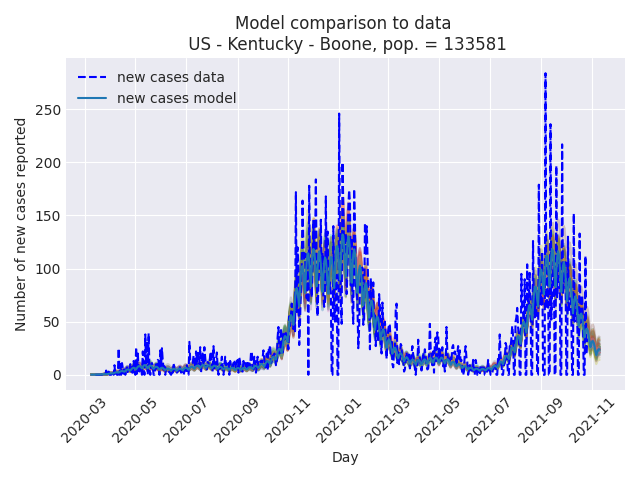 Model comparison to data
US - Kentucky - Boone, pop. = 133581
new cases data
new cases model
Number of new cases reported
250
200
150
100
50
0
2020-03
2020-05
2020-07
2020-09
2020-11
2021-01
2021-03
2021-05
2021-07
2021-09
2021-11
Day